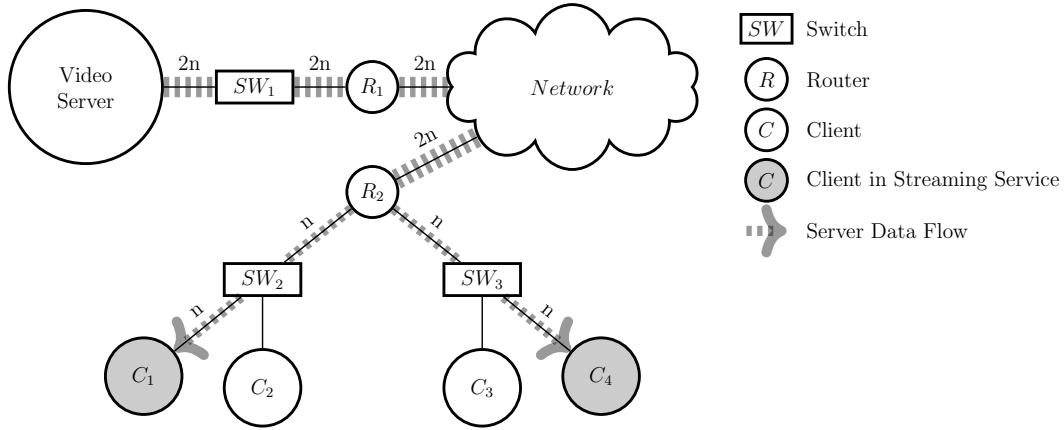 Video
Server
2n
SW1
2n
R1
2n
Network
2n
R2
n
n
SW2
SW3
n
n
C1
C2
C3
C4
SW Switch
R Router
C Client
C Client in Streaming Service
Server Data Flow